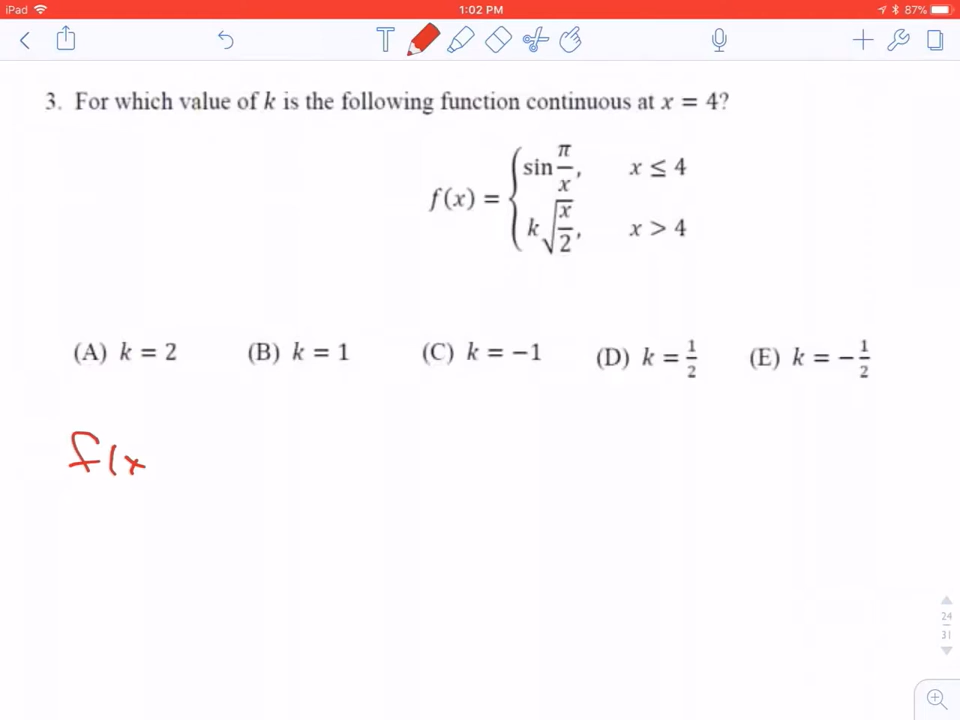 iPad 1:02 PM 87%
T
3. For which value of k is the following function continuous at x = 4?
f(x) = { sin π/x, x ≤ 4
k√(x/2), x > 4
(A) k = 2 (B) k = 1 (C) k = −1 (D) k = 1/2 (E) k = −1/2
f(x
24
31